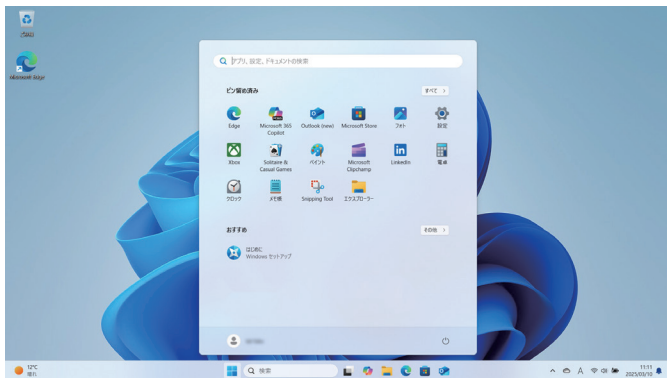 ごみ箱
Microsoft Edge
アプリ、設定、ドキュメントの検索
ピン留め済み
すべて >
Edge
Microsoft 365
Copilot
Outlook (new)
Microsoft Store
フォト
設定
Xbox
Solitaire &
Casual Games
ペイント
Microsoft
Clipchamp
LinkedIn
電卓
クロック
メモ帳
Snipping Tool
エクスプローラー
おすすめ
その他 >
はじめに
Windows セットアップ
12°C
晴れ
検索
A
11:11
2025/03/10